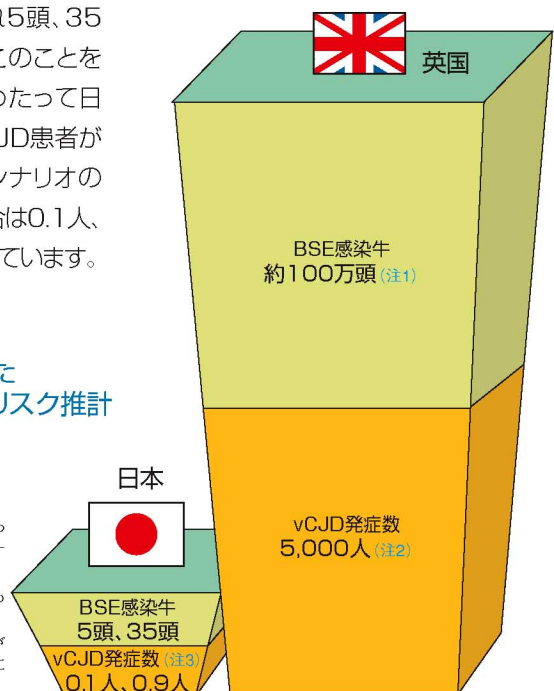 5頭、35
このことを
わたって日
JD患者が
ナリオの
合は0.1人、
ています。
た
リスク推計
英国
BSE感染牛
約100万頭(注1)
vCJD発症数
5,000人(注2)
日本
BSE感染牛
5頭、35頭
vCJD発症数(注3)
0.1人、0.9人